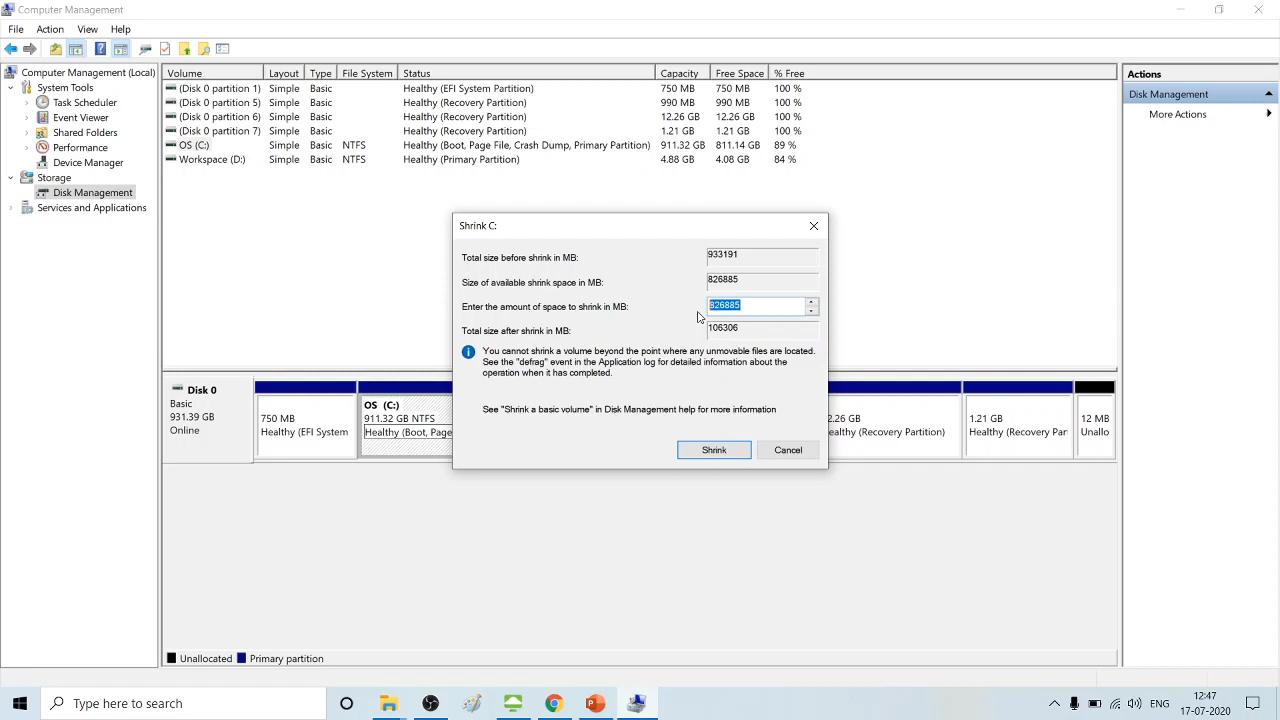 Computer Management
File Action View Help
Computer Management (Local)
System Tools
Task Scheduler
Event Viewer
Shared Folders
Performance
Device Manager
Storage
Disk Management
Services and Applications
Volume Layout Type File System Status Capacity Free Space % Free
(Disk 0 partition 1) Simple Basic Healthy (EFI System Partition) 750 MB 750 MB 100 %
(Disk 0 partition 5) Simple Basic Healthy (Recovery Partition) 990 MB 990 MB 100 %
(Disk 0 partition 6) Simple Basic Healthy (Recovery Partition) 12.26 GB 12.26 GB 100 %
(Disk 0 partition 7) Simple Basic Healthy (Recovery Partition) 1.21 GB 1.21 GB 100 %
OS (C:) Simple Basic NTFS Healthy (Boot, Page File, Crash Dump, Primary Partition) 911.32 GB 811.14 GB 89 %
Workspace (D:) Simple Basic NTFS Healthy (Primary Partition) 4.88 GB 4.08 GB 84 %
Actions
Disk Management
More Actions
Shrink C:
Total size before shrink in MB: 933191
Size of available shrink space in MB: 826885
Enter the amount of space to shrink in MB: 826885
Total size after shrink in MB: 106306
You cannot shrink a volume beyond the point where any unmovable files are located.
See the "defrag" event in the Application log for detailed information about the
operation when it has completed.
See "Shrink a basic volume" in Disk Management help for more information
Shrink Cancel
Disk 0
Basic
931.39 GB
Online
750 MB
Healthy (EFI System
OS (C:)
911.32 GB NTFS
Healthy (Boot, Page
2.26 GB
ealthy (Recovery Partition)
1.21 GB
Healthy (Recovery Par
12 MB
Unallo
Unallocated Primary partition
Type here to search
ENG
12:47
17-07-2020